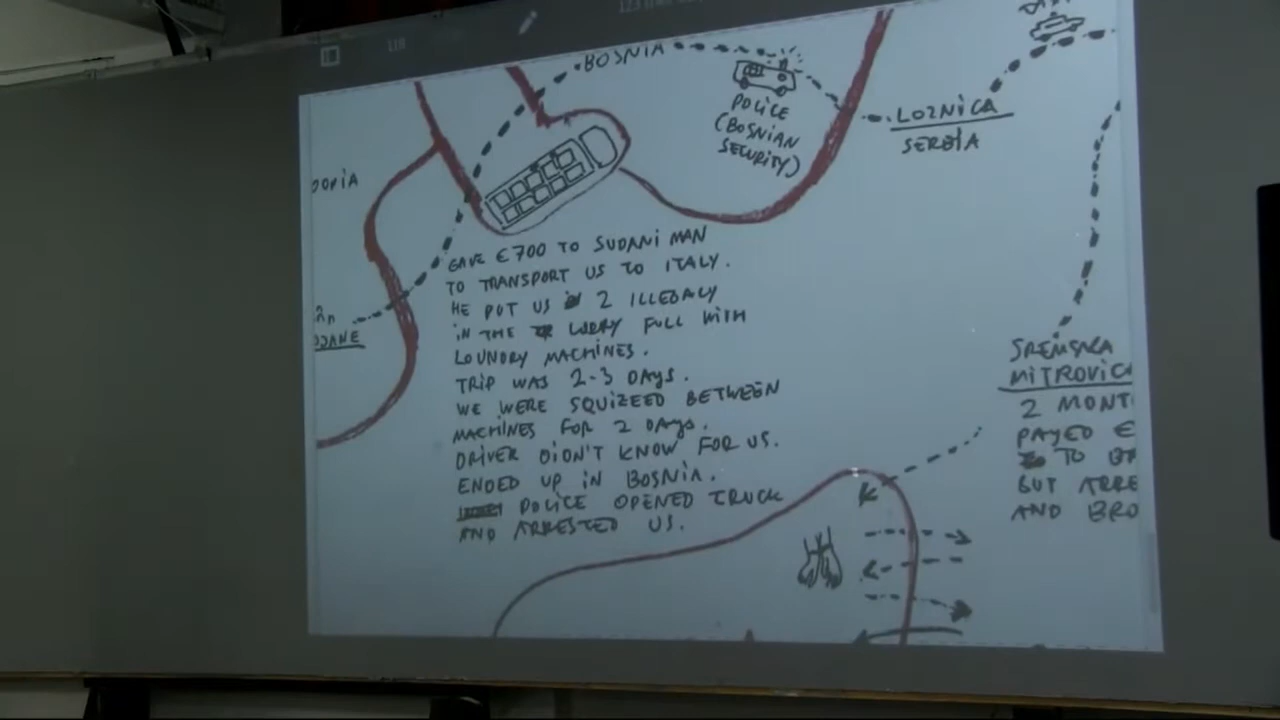 BOSNIA
POLICE
(BOSNIAN
SECURITY)
LOZNICA
SERBIA
GAVE €700 TO SUDANI MAN
TO TRANSPORT US TO ITALY.
HE PUT US 2 ILLEGALY
IN THE LORRY FULL WITH
LOUNDRY MACHINES.
TRIP WAS 2-3 DAYS.
WE WERE SQUIZEED BETWEEN
MACHINES FOR 2 DAYS.
DRIVER DIDN'T KNOW FOR US.
ENDED UP IN BOSNIA.
POLICE OPENED TRUCK
AND ARRESTED US.
SREMSKA
MITROVIC
2 MONT
PAYED €
TO
BUT ARRE
AND BRO